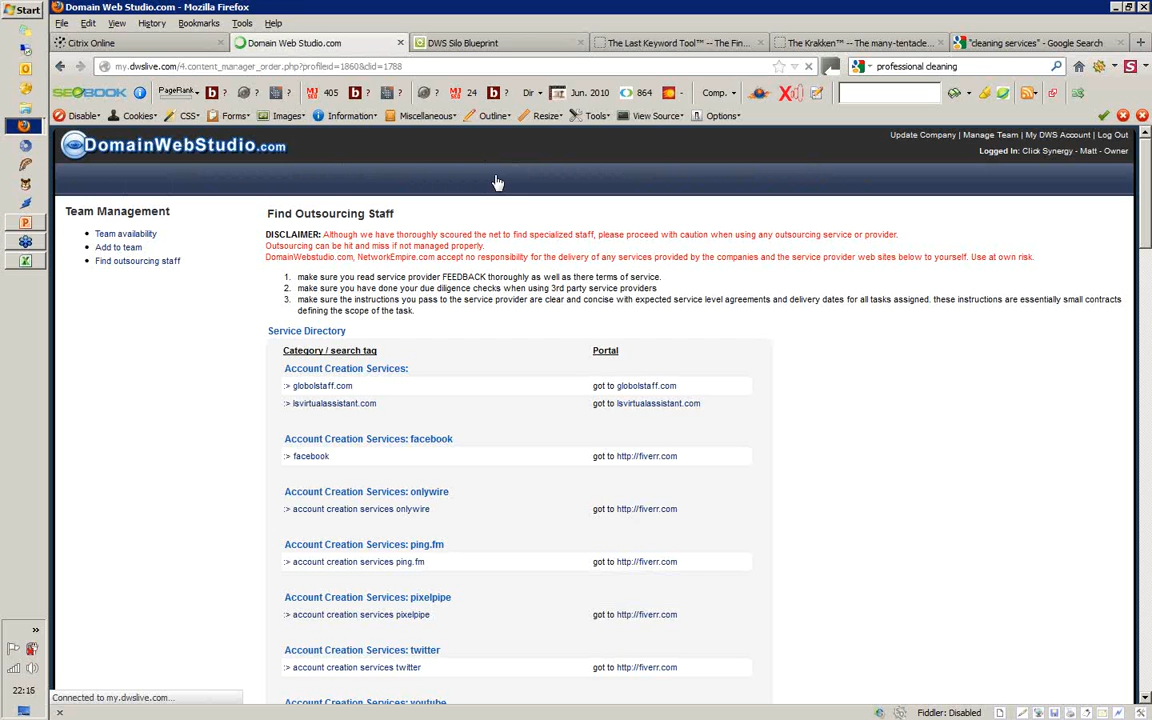 Start
Domain Web Studio.com - Mozilla Firefox
File Edit View History Bookmarks Tools Help
Citrix Online
Domain Web Studio.com
DWS Silo Blueprint
The Last Keyword Tool™ -- The Fin...
The Krakken™ -- The many-tentacle...
"cleaning services" - Google Search
my.dwslive.com/4.content_manager_order.php?profileid=1860&clid=1788
professional cleaning
SEOBOOK PageRank ? ? 405 ? ? 24 ? Dir Jun. 2010 864 Comp.
Disable Cookies CSS Forms Images Information Miscellaneous Outline Resize Tools View Source Options
DomainWebStudio.com
Update Company | Manage Team | My DWS Account | Log Out
Logged In: Click Synergy - Matt - Owner
Team Management
Team availability
Add to team
Find outsourcing staff
Find Outsourcing Staff
DISCLAIMER: Although we have thoroughly scoured the net to find specialized staff, please proceed with caution when using any outsourcing service or provider.
Outsourcing can be hit and miss if not managed properly.
DomainWebstudio.com, NetworkEmpire.com accept no responsibility for the delivery of any services provided by the companies and the service provider web sites below to yourself. Use at own risk.
1. make sure you read service provider FEEDBACK thoroughly as well as there terms of service.
2. make sure you have done your due diligence checks when using 3rd party service providers
3. make sure the instructions you pass to the service provider are clear and concise with expected service level agreements and delivery dates for all tasks assigned. these instructions are essentially small contracts
defining the scope of the task.
Service Directory
Category / search tag Portal
Account Creation Services:
:> globolstaff.com got to globolstaff.com
:> lsvirtualassistant.com got to lsvirtualassistant.com
Account Creation Services: facebook
:> facebook got to http://fiverr.com
Account Creation Services: onlywire
:> account creation services onlywire got to http://fiverr.com
Account Creation Services: ping.fm
:> account creation services ping.fm got to http://fiverr.com
Account Creation Services: pixelpipe
:> account creation services pixelpipe got to http://fiverr.com
Account Creation Services: twitter
:> account creation services twitter got to http://fiverr.com
Account Creation Services: youtube
22:16
Connected to my.dwslive.com...
Fiddler: Disabled